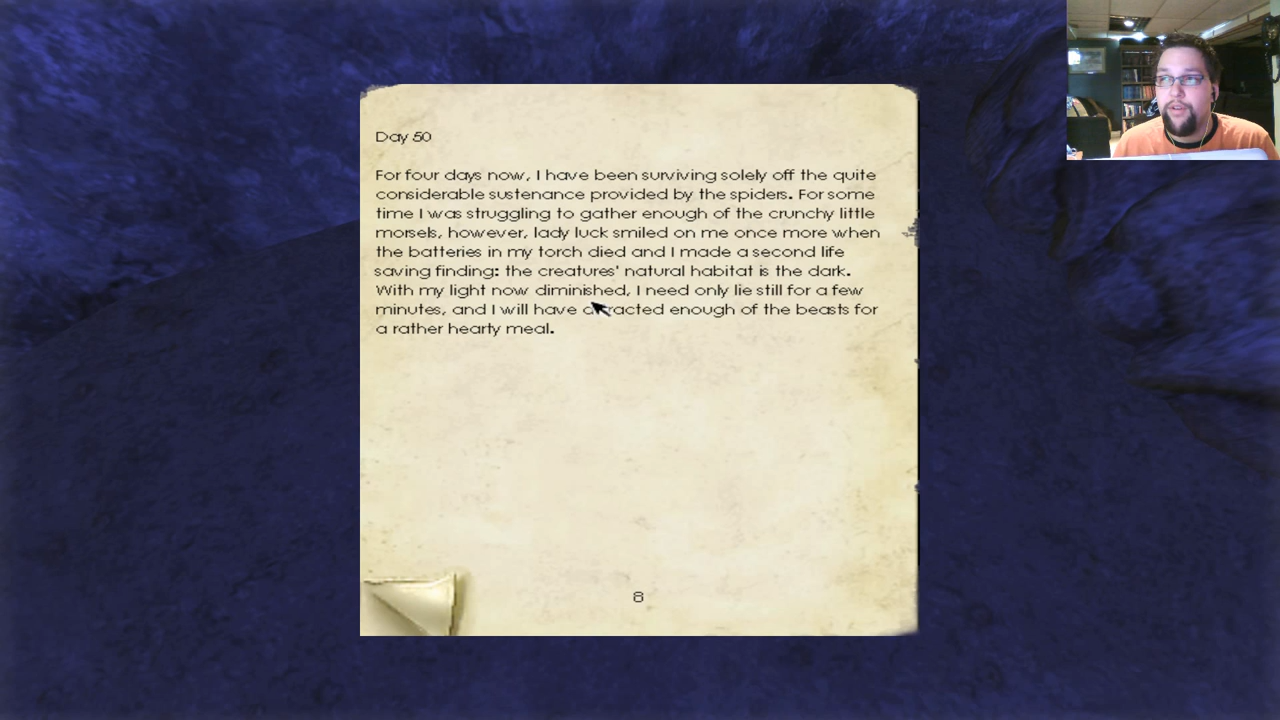 Day 50
For four days now, I have been surviving solely off the quite
considerable sustenance provided by the spiders. For some
time I was struggling to gather enough of the crunchy little
morsels, however, lady luck smiled on me once more when
the batteries in my torch died and I made a second life
saving finding: the creatures' natural habitat is the dark.
With my light now diminished, I need only lie still for a few
minutes, and I will have attracted enough of the beasts for
a rather hearty meal.
8